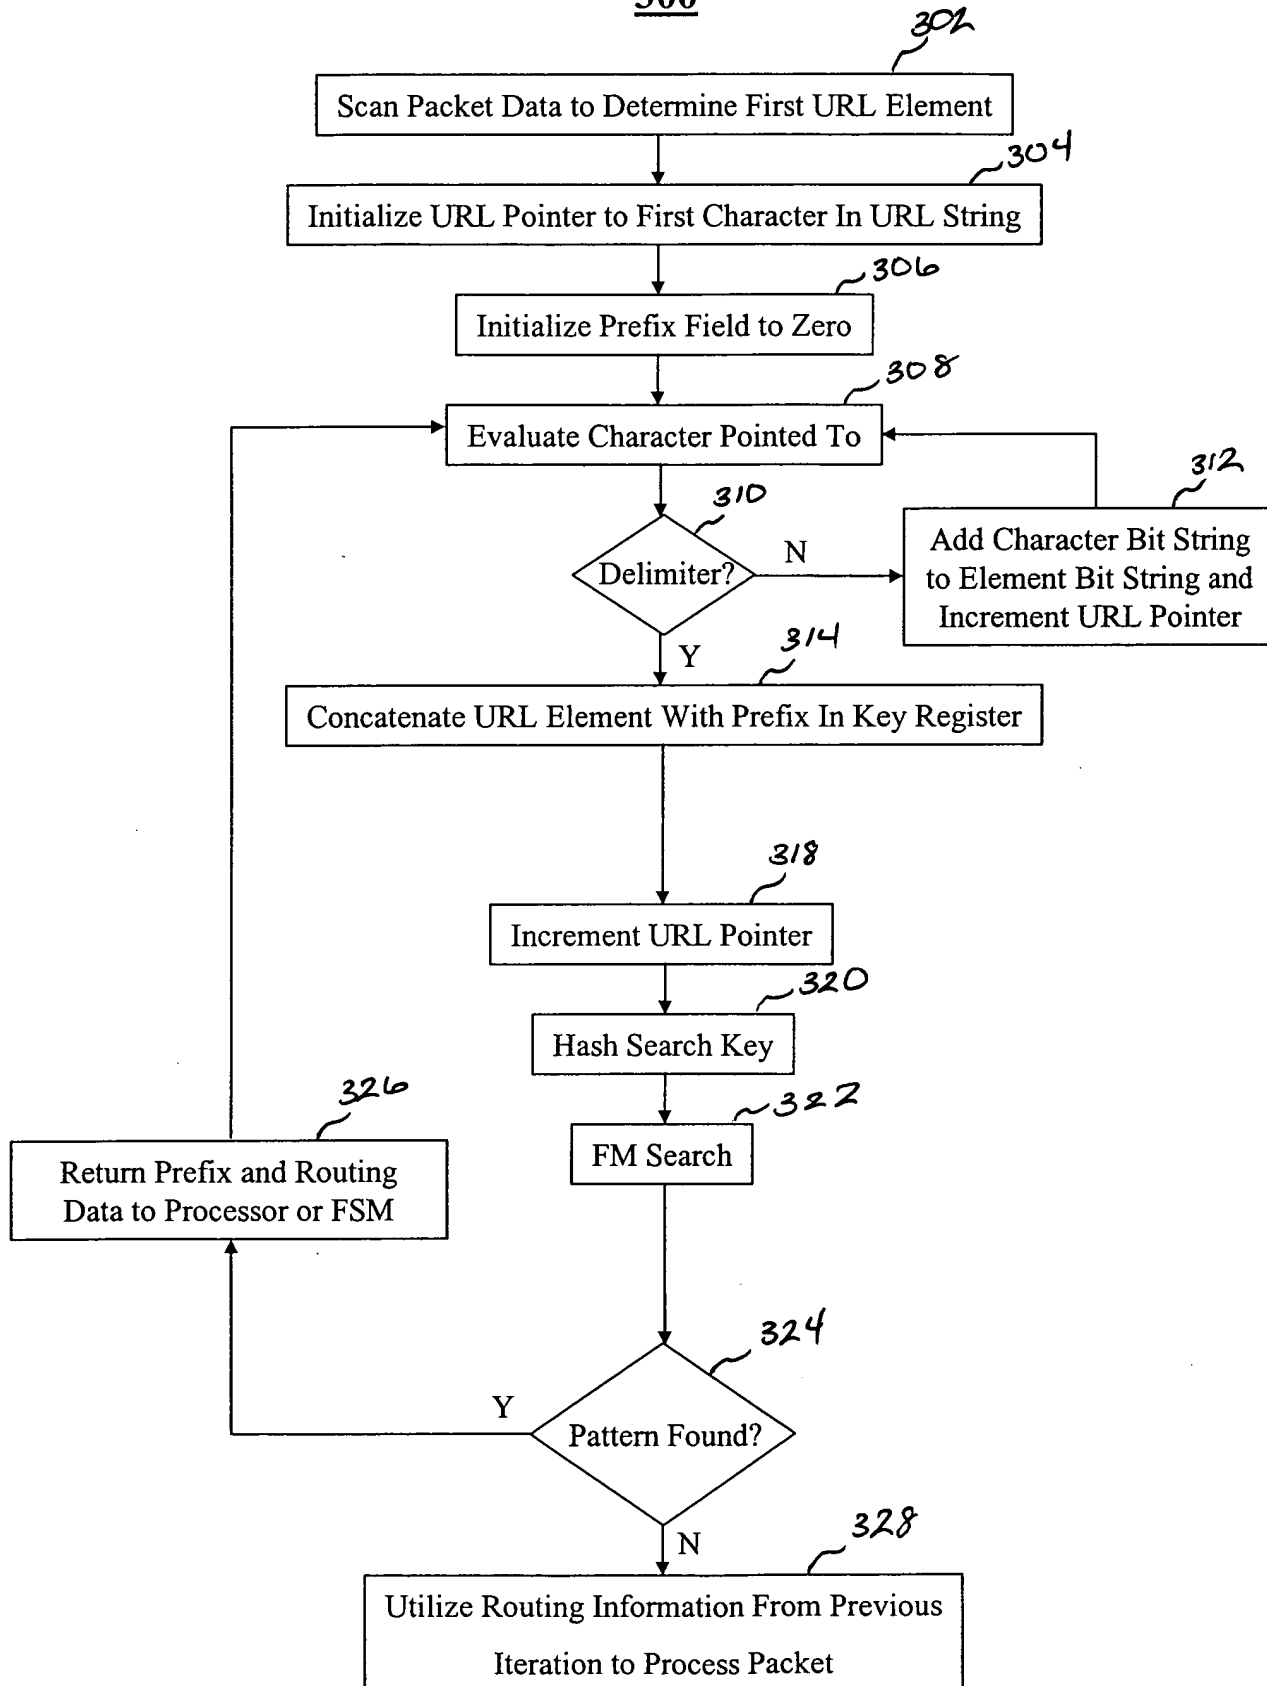 300
302
Scan Packet Data to Determine First URL Element
304
Initialize URL Pointer to First Character In URL String
306
Initialize Prefix Field to Zero
308
Evaluate Character Pointed To
310
312
Delimiter?
N
Add Character Bit String
to Element Bit String and
Increment URL Pointer
Y
314
Concatenate URL Element With Prefix In Key Register
318
Increment URL Pointer
320
Hash Search Key
322
FM Search
326
Return Prefix and Routing
Data to Processor or FSM
324
Y
Pattern Found?
N
328
Utilize Routing Information From Previous
Iteration to Process Packet